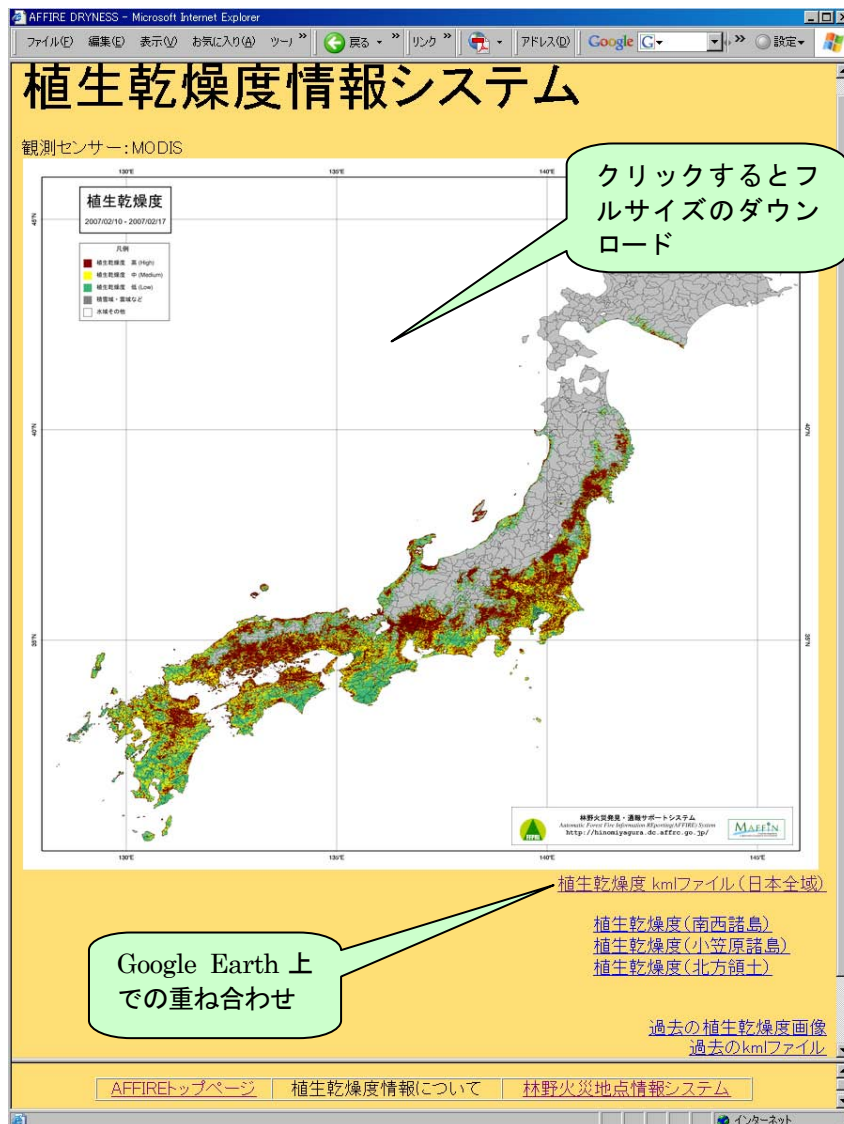 AFFIRE DRYNESS - Microsoft Internet Explorer
ファイル(F) 編集(E) 表示(V) お気に入り(A) ツール » 戻る » リンク » アドレス(D) Google G » 設定
植生乾燥度情報システム
観測センサー:MODIS
クリックするとフ
ルサイズのダウン
ロード
130°E 135°E 140°E
植生乾燥度
2007/02/10 - 2007/02/17
凡例
植生乾燥度 高 (High)
植生乾燥度 中 (Medium)
植生乾燥度 低 (Low)
積雪域・雲域など
水域その他
45°N
40°N 40°N
35°N 35°N
林野火災発見・通報サポートシステム
Automatic Forest Fire Information REporting(AFFIRE) System
http://hinomiyagura.dc.affrc.go.jp/
AFFIRE
MAFFIN
130°E 135°E 140°E 145°E
植生乾燥度 kmlファイル(日本全域)
植生乾燥度(南西諸島)
植生乾燥度(小笠原諸島)
植生乾燥度(北方領土)
Google Earth 上
での重ね合わせ
過去の植生乾燥度画像
過去のkmlファイル
AFFIREトップページ 植生乾燥度情報について 林野火災地点情報システム
インターネット